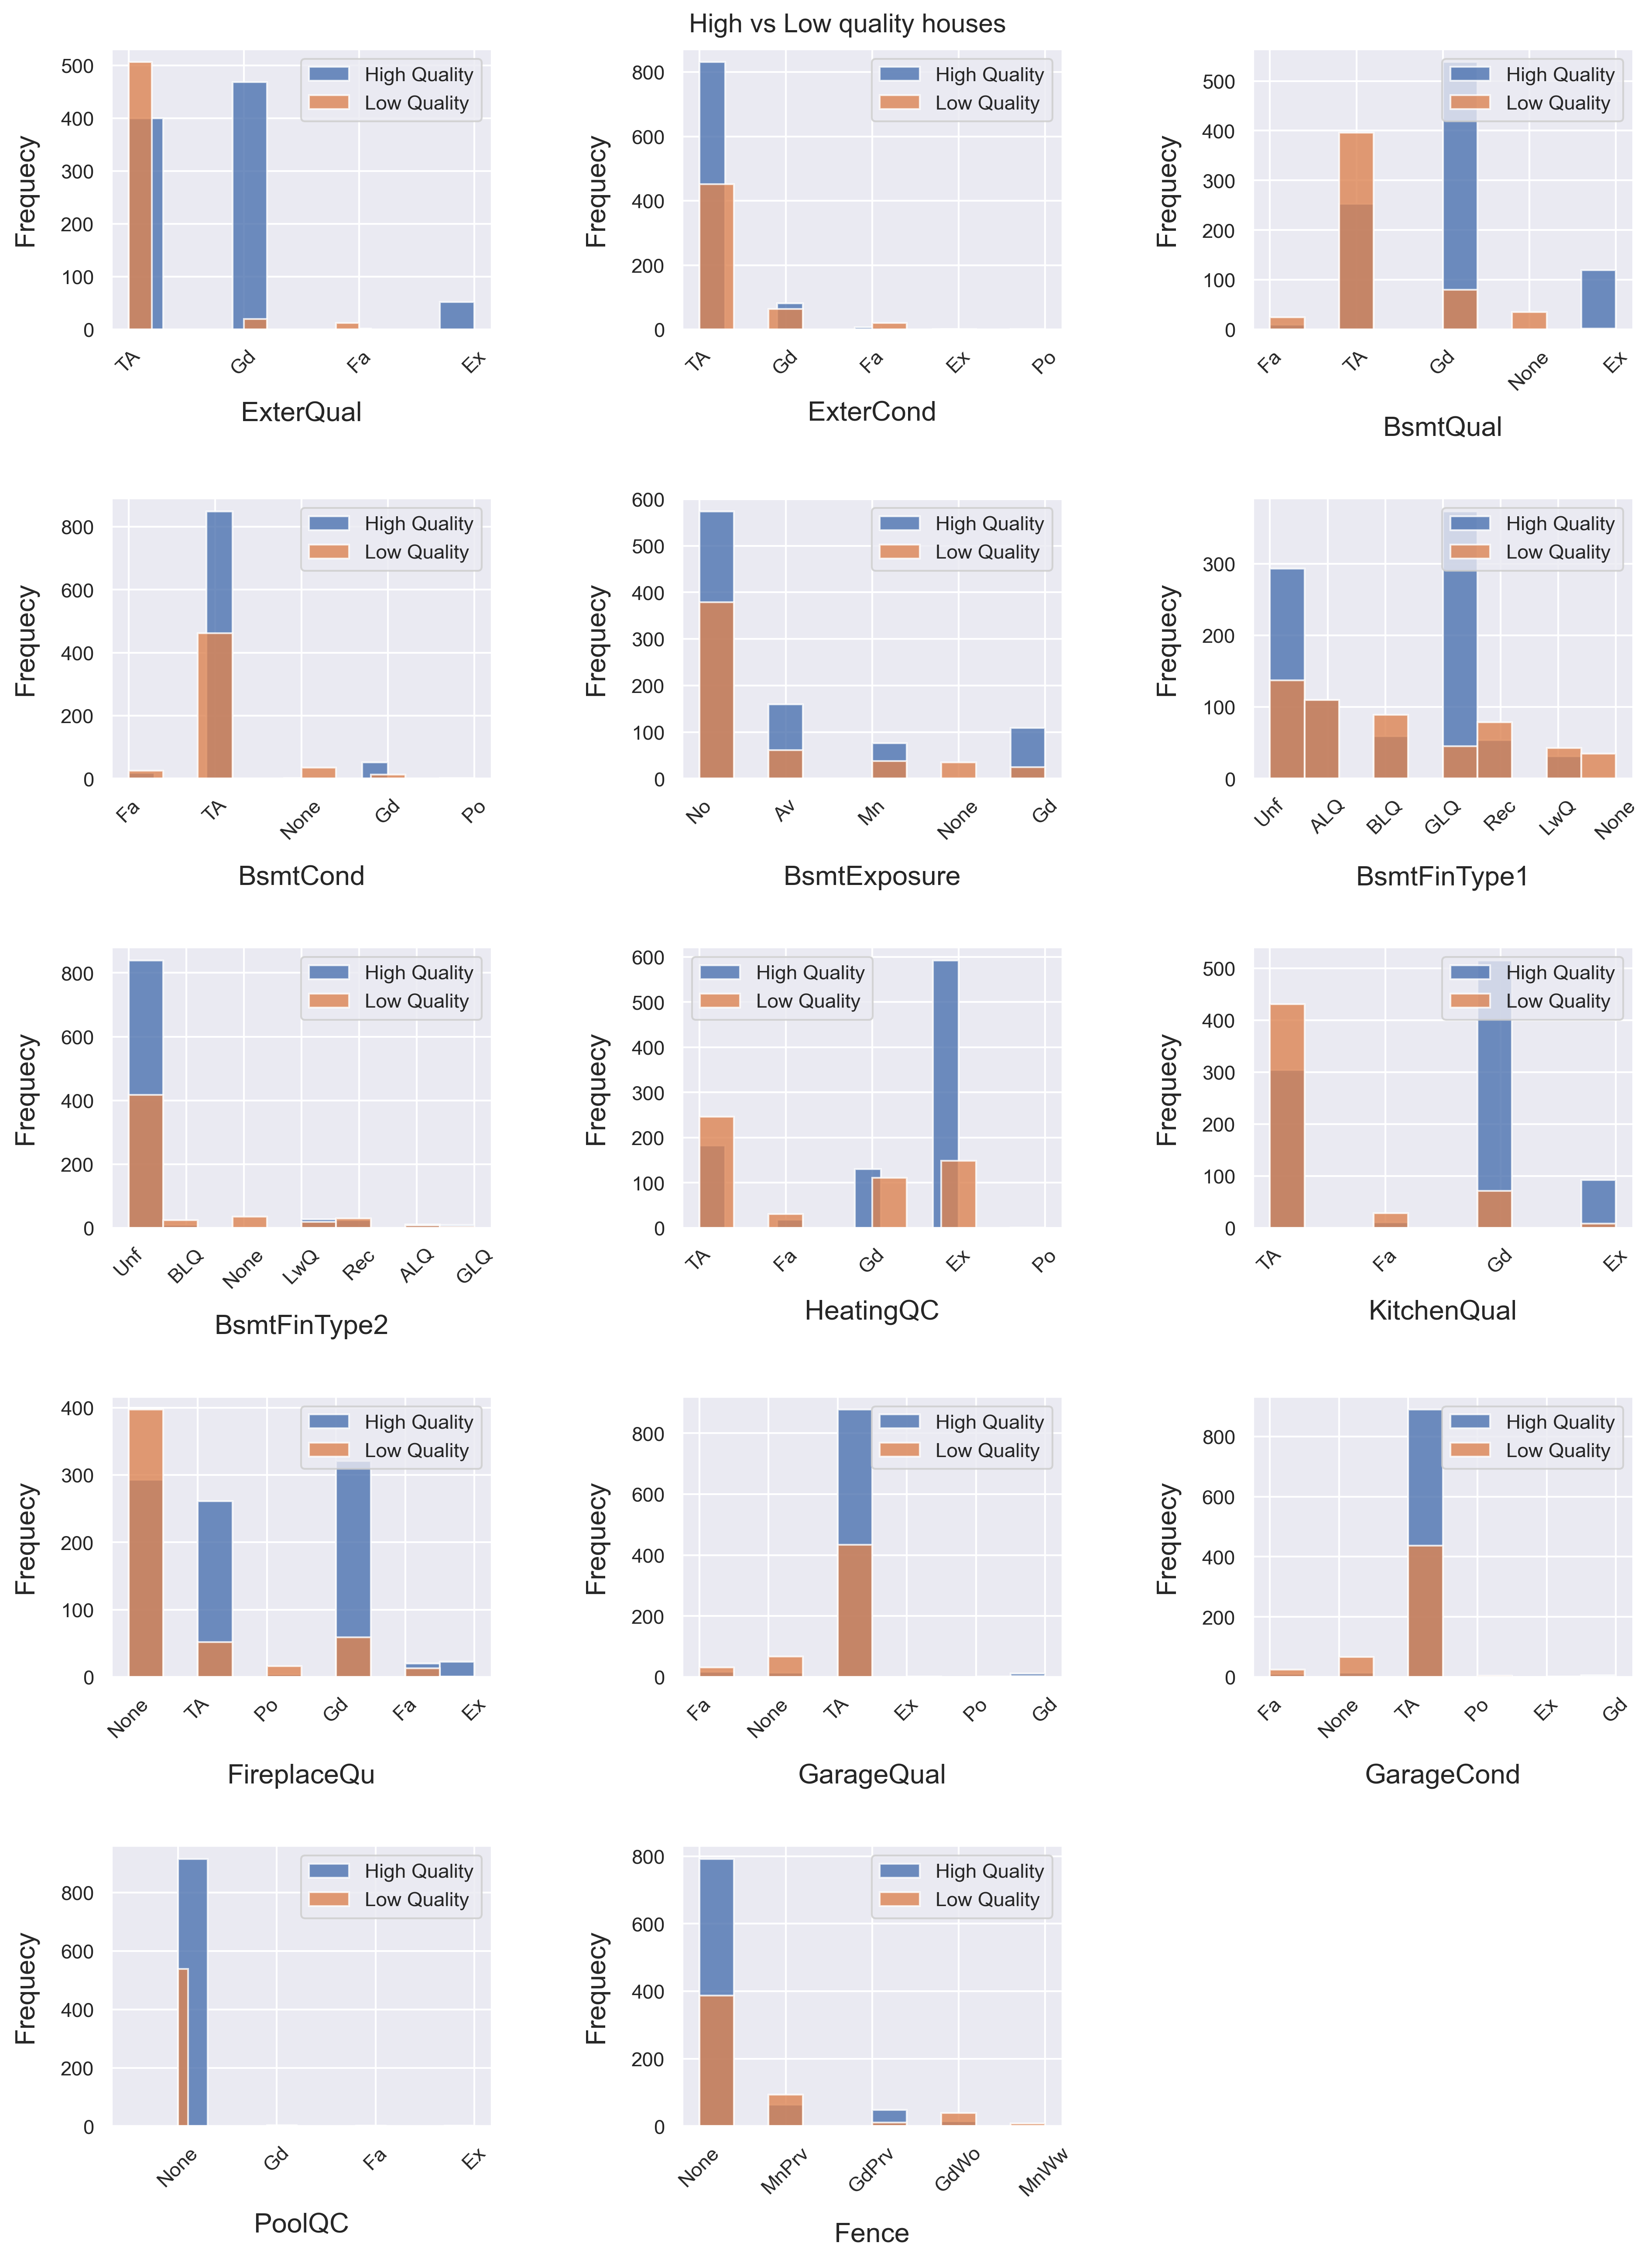 High vs Low quality houses
500
400
300
200
100
0
Frequecy
High Quality
Low Quality
TA
Gd
Fa
Ex
ExterQual
800
600
400
200
0
Frequecy
High Quality
Low Quality
TA
Gd
Fa
Ex
Po
ExterCond
500
400
300
200
100
0
Frequecy
High Quality
Low Quality
Fa
TA
Gd
None
Ex
BsmtQual
800
600
400
200
0
Frequecy
High Quality
Low Quality
Fa
TA
None
Gd
Po
BsmtCond
600
500
400
300
200
100
0
Frequecy
High Quality
Low Quality
No
Av
Mn
None
Gd
BsmtExposure
300
200
100
0
Frequecy
High Quality
Low Quality
Unf
ALQ
BLQ
GLQ
Rec
LwQ
None
BsmtFinType1
800
600
400
200
0
Frequecy
High Quality
Low Quality
Unf
BLQ
None
LwQ
Rec
ALQ
GLQ
BsmtFinType2
600
500
400
300
200
100
0
Frequecy
High Quality
Low Quality
TA
Fa
Gd
Ex
Po
HeatingQC
500
400
300
200
100
0
Frequecy
High Quality
Low Quality
TA
Fa
Gd
Ex
KitchenQual
400
300
200
100
0
Frequecy
High Quality
Low Quality
None
TA
Po
Gd
Fa
Ex
FireplaceQu
800
600
400
200
0
Frequecy
High Quality
Low Quality
Fa
None
TA
Ex
Po
Gd
GarageQual
800
600
400
200
0
Frequecy
High Quality
Low Quality
Fa
None
TA
Po
Ex
Gd
GarageCond
800
600
400
200
0
Frequecy
High Quality
Low Quality
None
Gd
Fa
Ex
PoolQC
800
600
400
200
0
Frequecy
High Quality
Low Quality
None
MnPrv
GdPrv
GdWo
MnWw
Fence